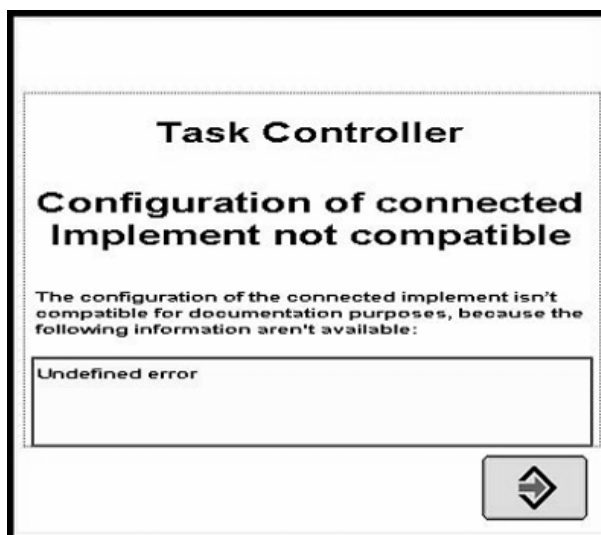 Task Controller
Configuration of connected
Implement not compatible
The configuration of the connected implement isn't
compatible for documentation purposes, because the
following information aren't available:
Undefined error